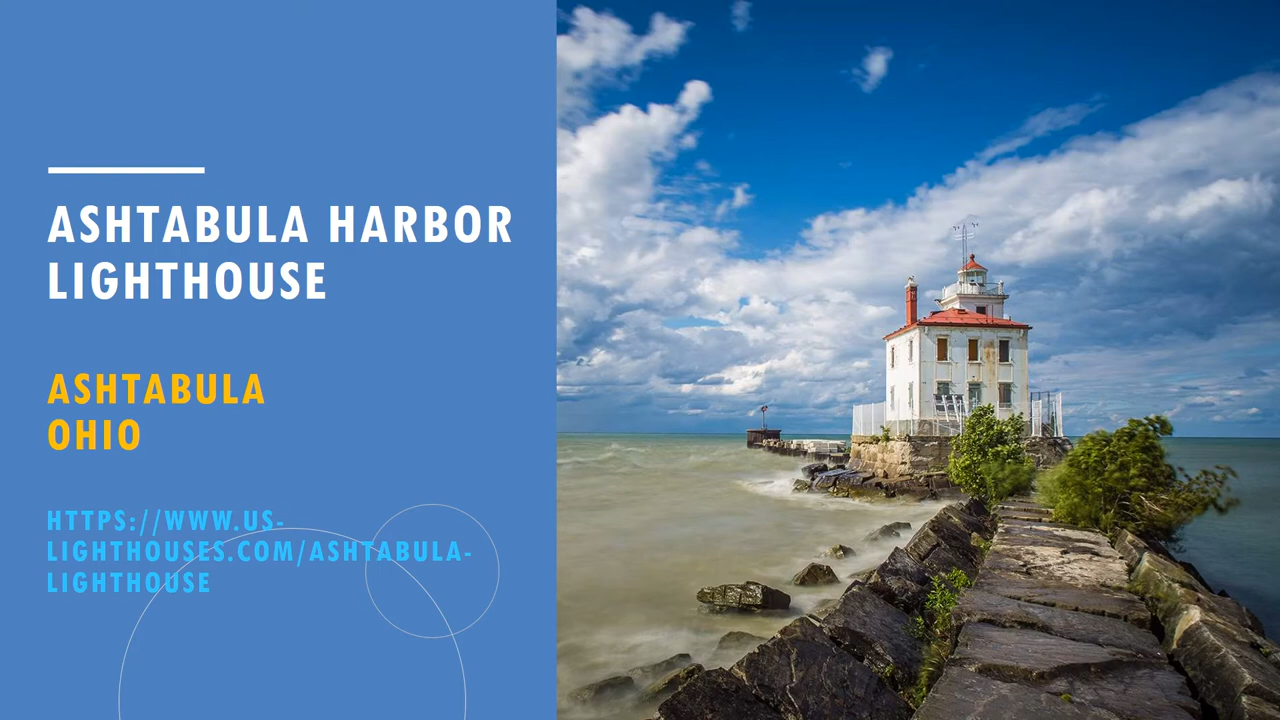 ASHTABULA HARBOR
LIGHTHOUSE
ASHTABULA
OHIO
HTTPS://WWW.US-
LIGHTHOUSES.COM/ASHTABULA-
LIGHTHOUSE